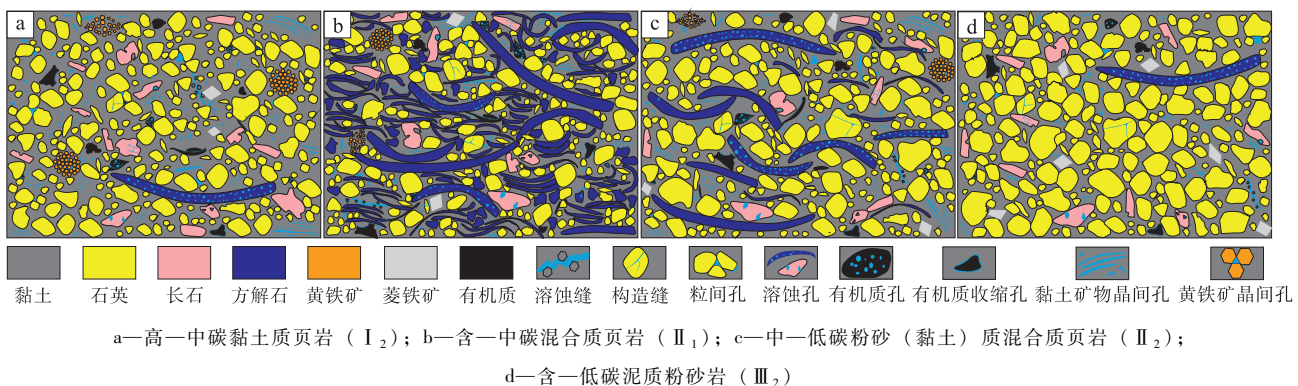 a b c d
黏土 石英 长石 方解石 黄铁矿 菱铁矿 有机质 溶蚀缝 构造缝 粒间孔 溶蚀孔 有机质孔 有机质收缩孔 黏土矿物晶间孔 黄铁矿晶间孔
a—高—中碳黏土质页岩（Ⅰ₂）；b—含—中碳混合质页岩（Ⅱ₁）；c—中—低碳粉砂（黏土）质混合质页岩（Ⅱ₂）；
d—含—低碳泥质粉砂岩（Ⅲ₂）